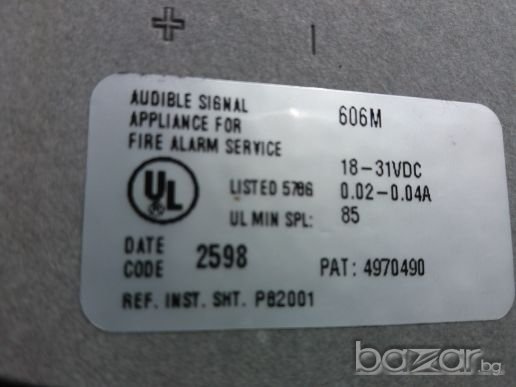 + -
AUDIBLE SIGNAL
APPLIANCE FOR 606M
FIRE ALARM SERVICE
18-31VDC
UL ® LISTED 5786 0.02-0.04A
UL MIN SPL: 85
DATE CODE 2598
PAT: 4970490
REF. INST. SHT. P82001
bazar.bg